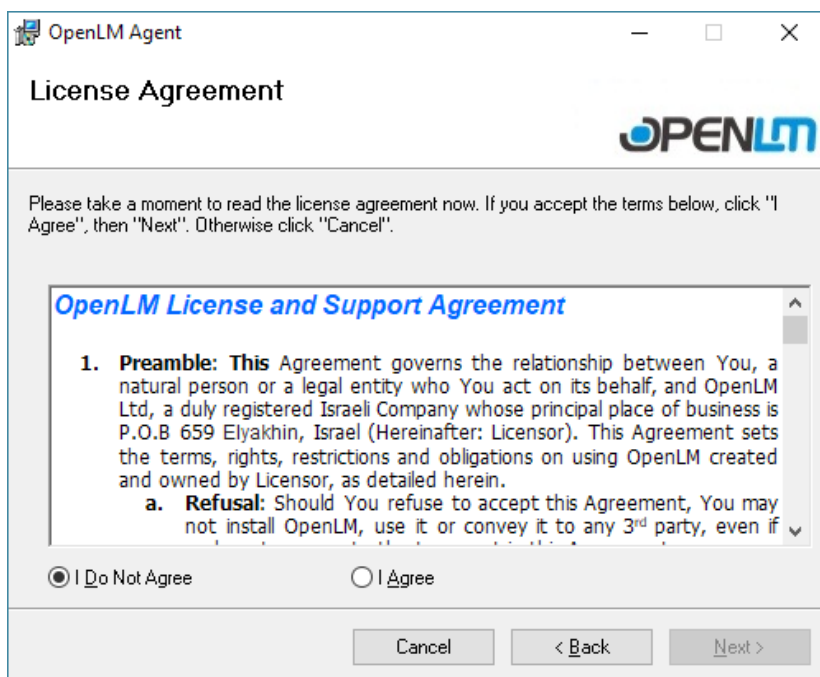 OpenLM Agent
License Agreement
OPENLM
Please take a moment to read the license agreement now. If you accept the terms below, click "I
Agree", then "Next". Otherwise click "Cancel".
OpenLM License and Support Agreement
1. Preamble: This Agreement governs the relationship between You, a
natural person or a legal entity who You act on its behalf, and OpenLM
Ltd, a duly registered Israeli Company whose principal place of business is
P.O.B 659 Elyakhin, Israel (Hereinafter: Licensor). This Agreement sets
the terms, rights, restrictions and obligations on using OpenLM created
and owned by Licensor, as detailed herein.
a. Refusal: Should You refuse to accept this Agreement, You may
not install OpenLM, use it or convey it to any 3rd party, even if
I Do Not Agree
I Agree
Cancel
< Back
Next >